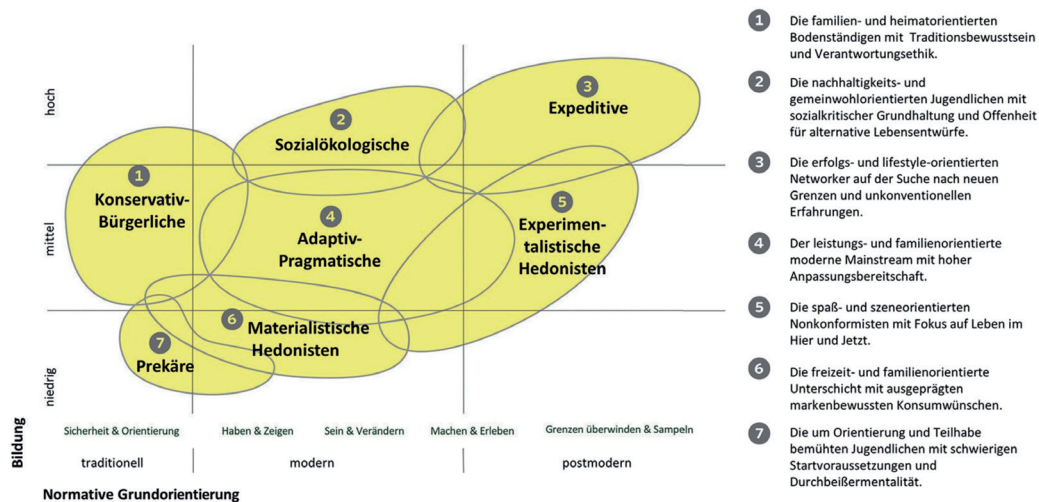 hoch
mittel
niedrig
Bildung
1
Konservativ-
Bürgerliche
2
Sozialökologische
3
Expeditive
4
Adaptiv-
Pragmatische
5
Experimen-
talistische
Hedonisten
6
Materialistische
Hedonisten
7
Prekäre
Sicherheit & Orientierung
Haben & Zeigen
Sein & Verändern
Machen & Erleben
Grenzen überwinden & Sampeln
traditionell
modern
postmodern
Normative Grundorientierung
1
Die familien- und heimatorientierten
Bodenständigen mit Traditionsbewusstsein
und Verantwortungsethik.
2
Die nachhaltigkeits- und
gemeinwohlorientierten Jugendlichen mit
sozialkritischer Grundhaltung und Offenheit
für alternative Lebensentwürfe.
3
Die erfolgs- und lifestyle-orientierten
Networker auf der Suche nach neuen
Grenzen und unkonventionellen
Erfahrungen.
4
Der leistungs- und familienorientierte
moderne Mainstream mit hoher
Anpassungsbereitschaft.
5
Die spaß- und szeneorientierten
Nonkonformisten mit Fokus auf Leben im
Hier und Jetzt.
6
Die freizeit- und familienorientierte
Unterschicht mit ausgeprägten
markenbewussten Konsumwünschen.
7
Die um Orientierung und Teilhabe
bemühten Jugendlichen mit schwierigen
Startvoraussetzungen und
Durchbeißermentalität.